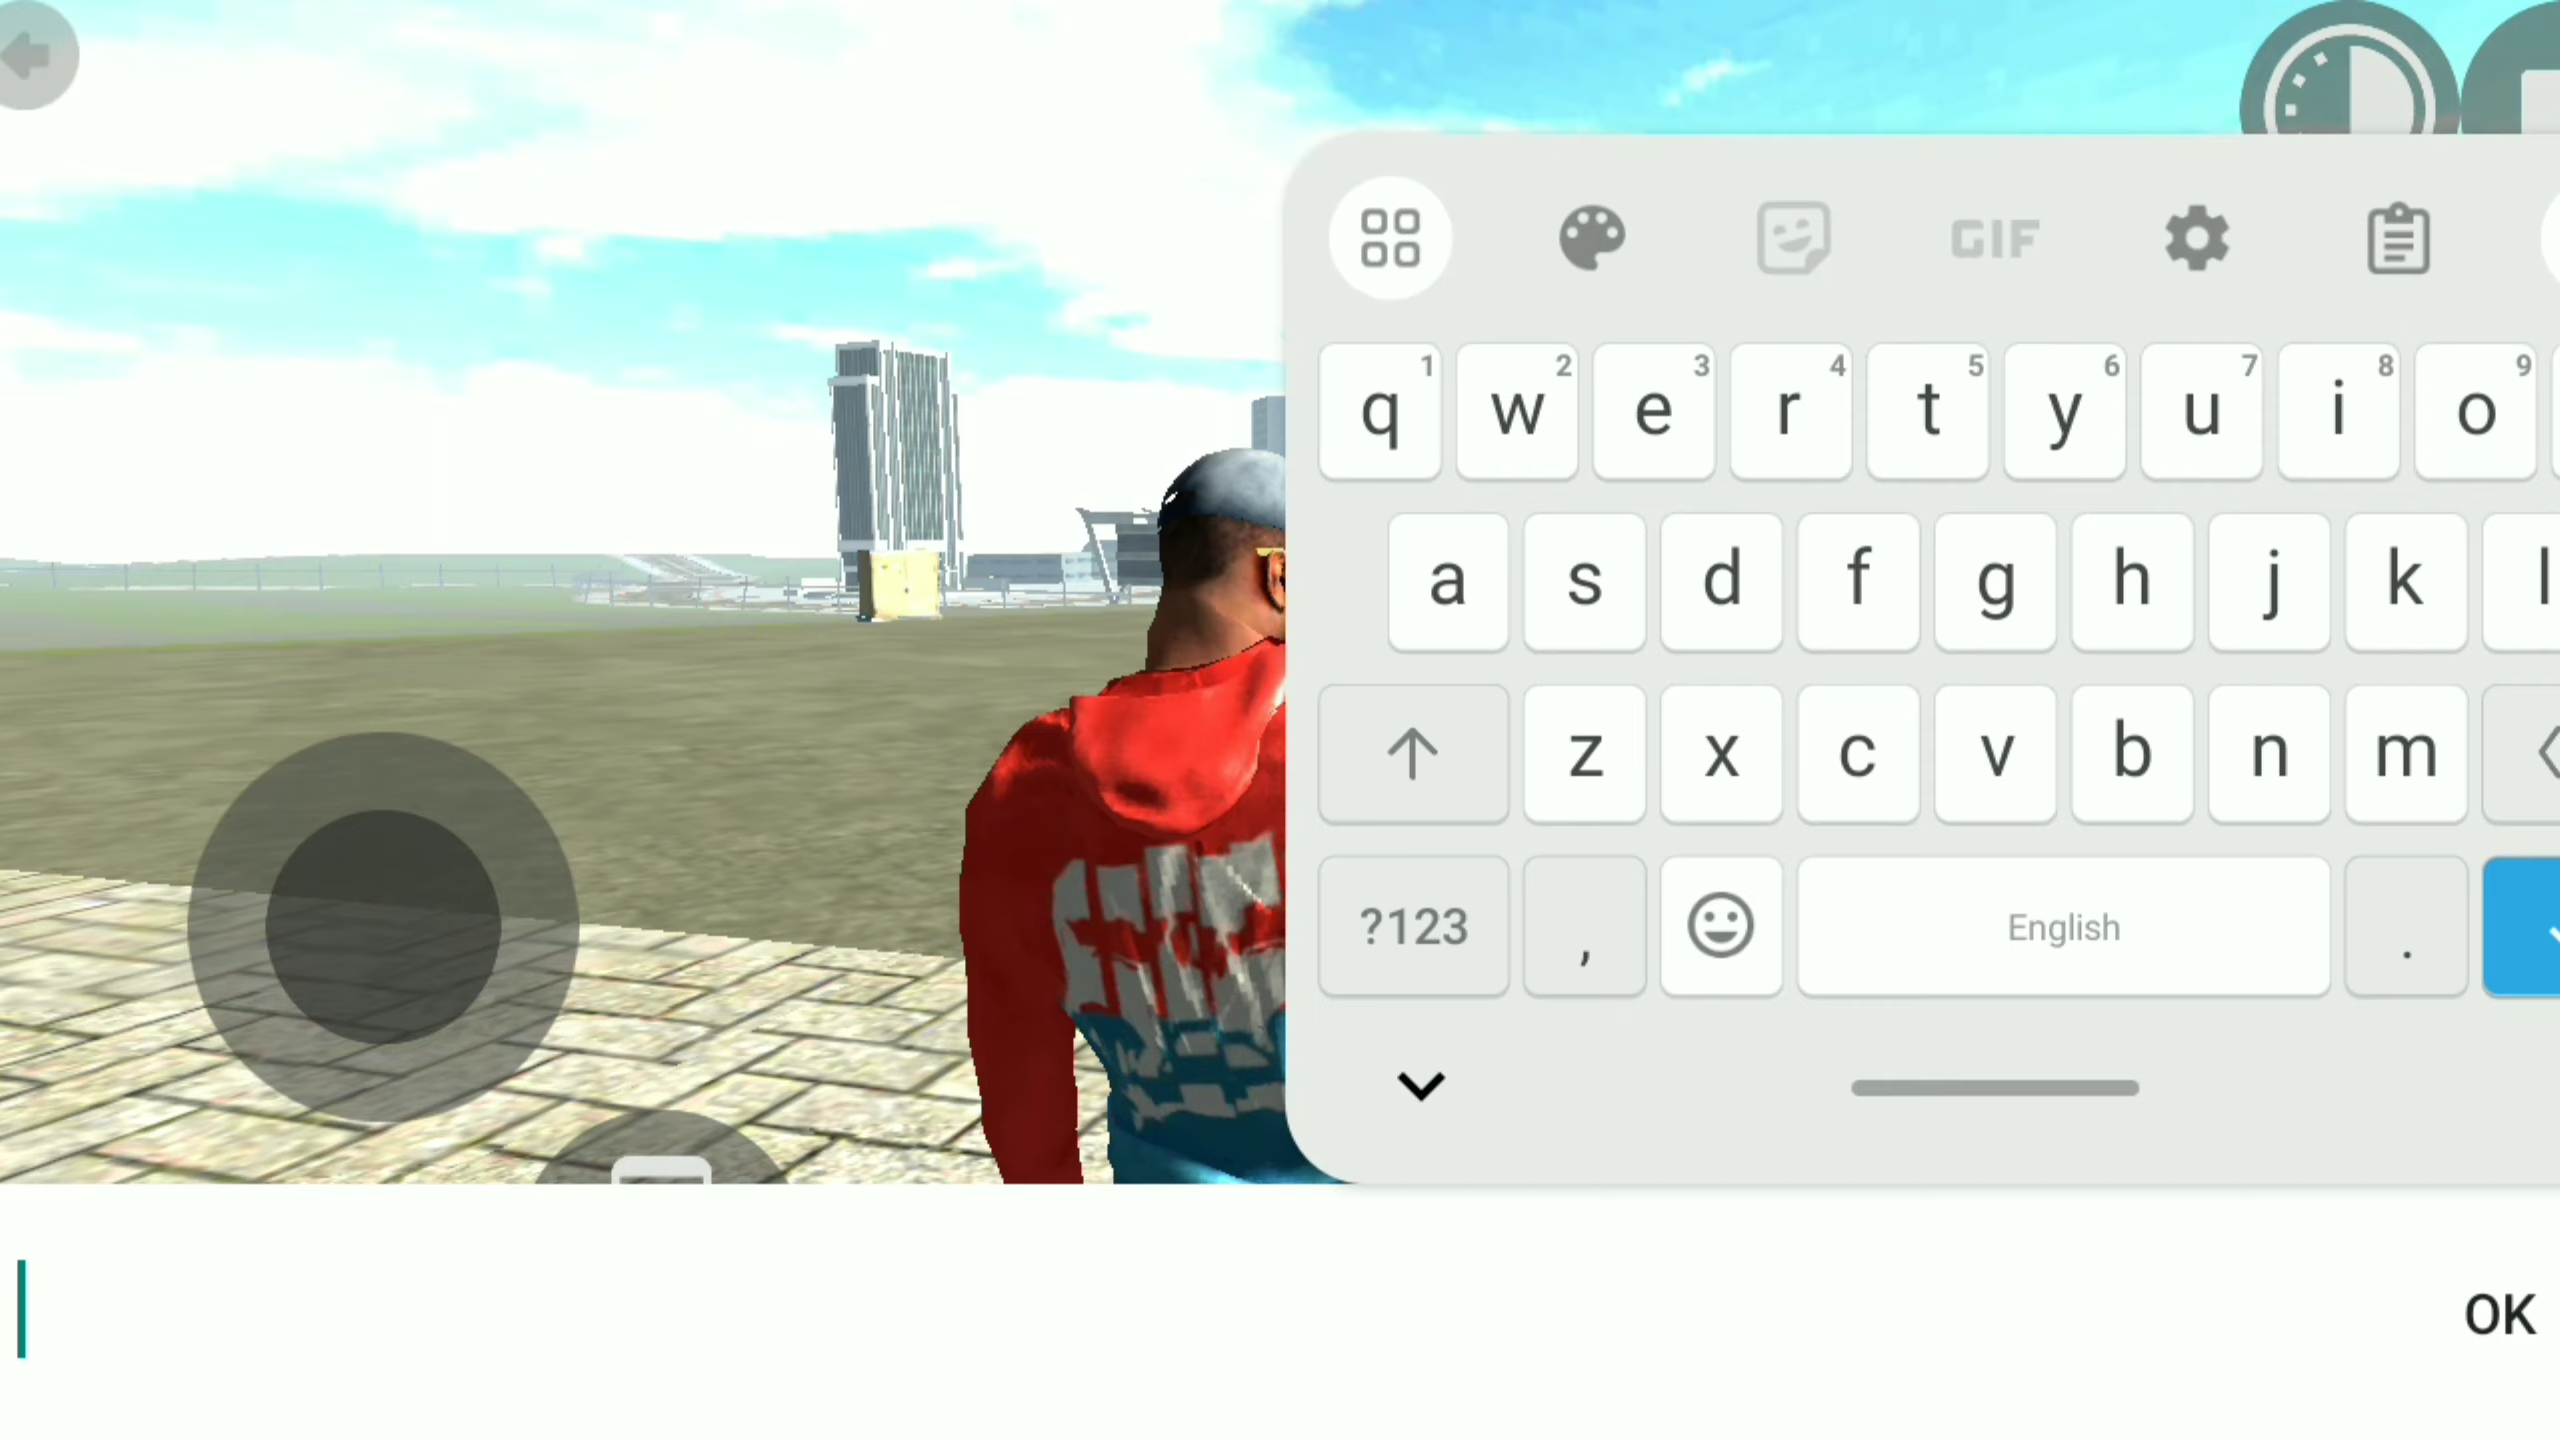 GIF
q 1 w 2 e 3 r 4 t 5 y 6 u 7 i 8 o 9
a s d f g h j k l
z x c v b n m
?123 , English .
OK